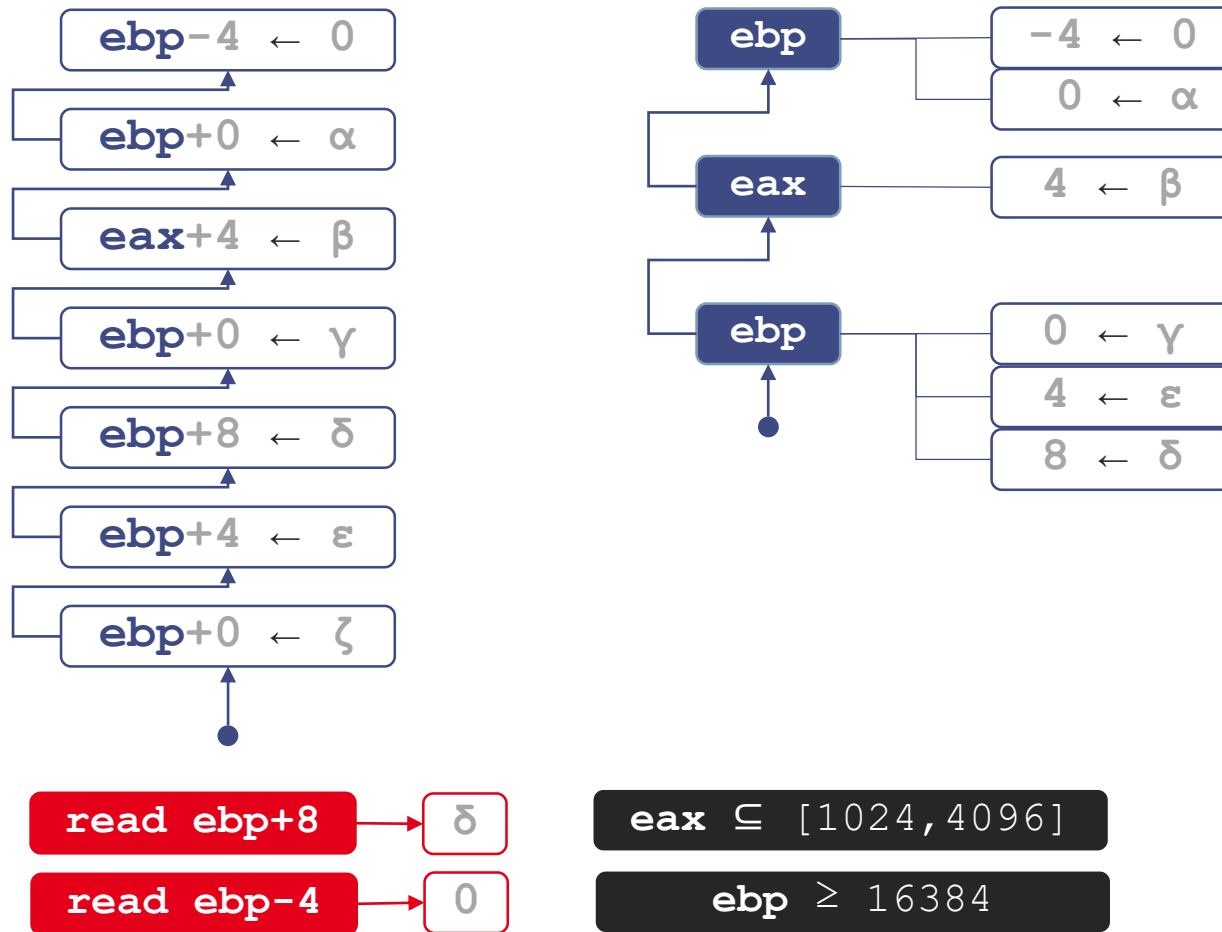 ebp-4 ← 0
ebp+0 ← α
eax+4 ← β
ebp+0 ← γ
ebp+8 ← δ
ebp+4 ← ε
ebp+0 ← ζ
ebp
-4 ← 0
0 ← α
eax
4 ← β
ebp
0 ← γ
4 ← ε
8 ← δ
read ebp+8
δ
eax ⊆ [1024,4096]
read ebp-4
0
ebp ≥ 16384